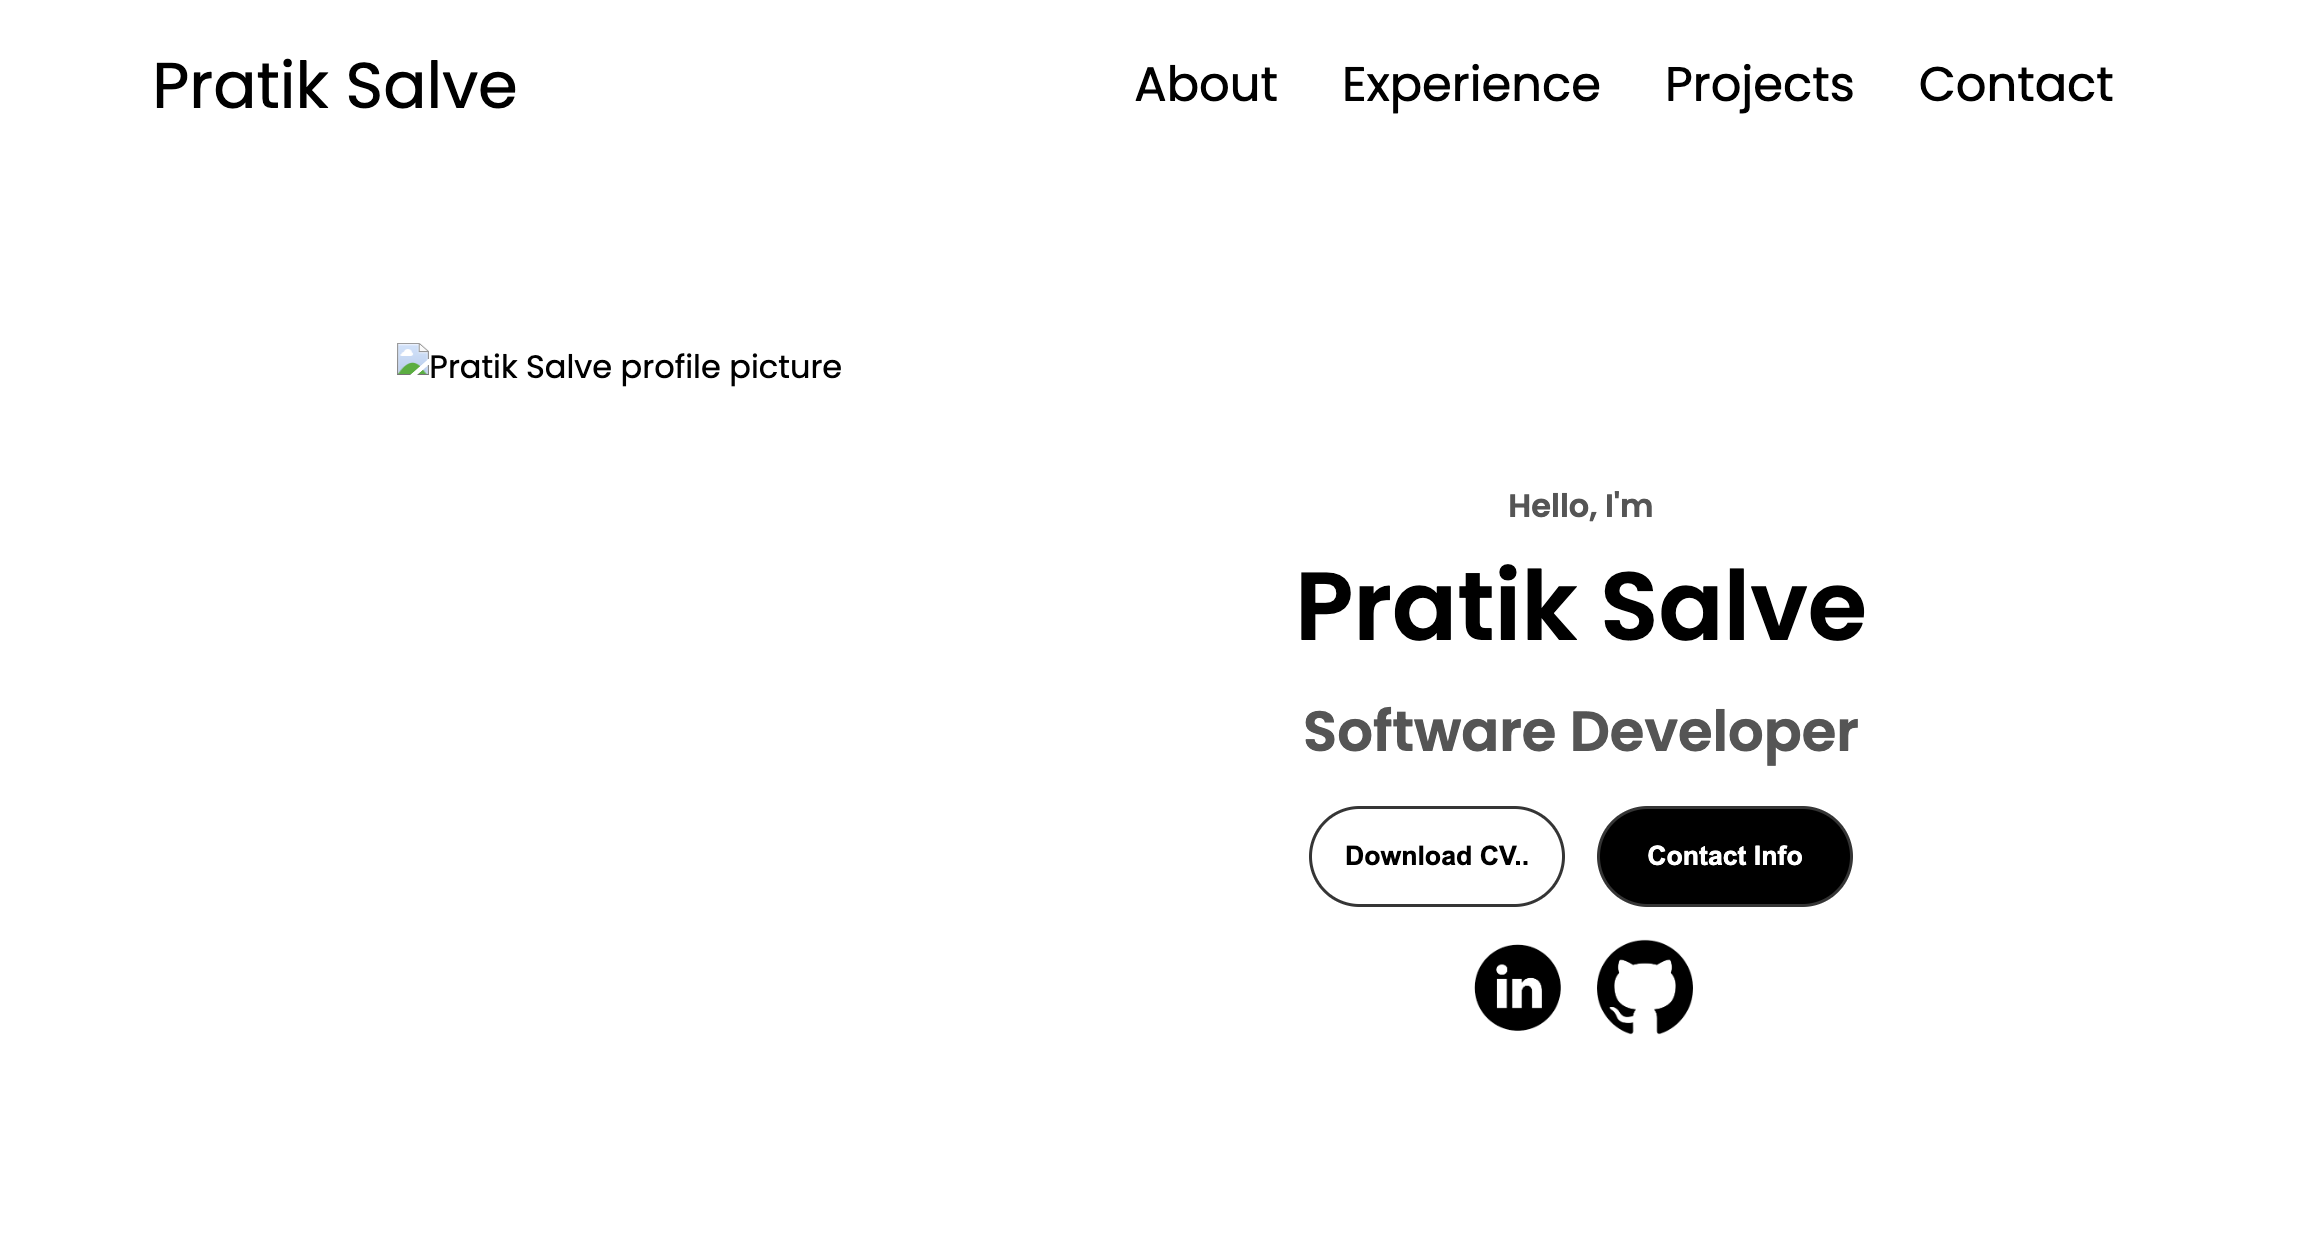 Pratik Salve
About Experience Projects Contact
Pratik Salve profile picture
Hello, I'm
Pratik Salve
Software Developer
Download CV.. Contact Info
in